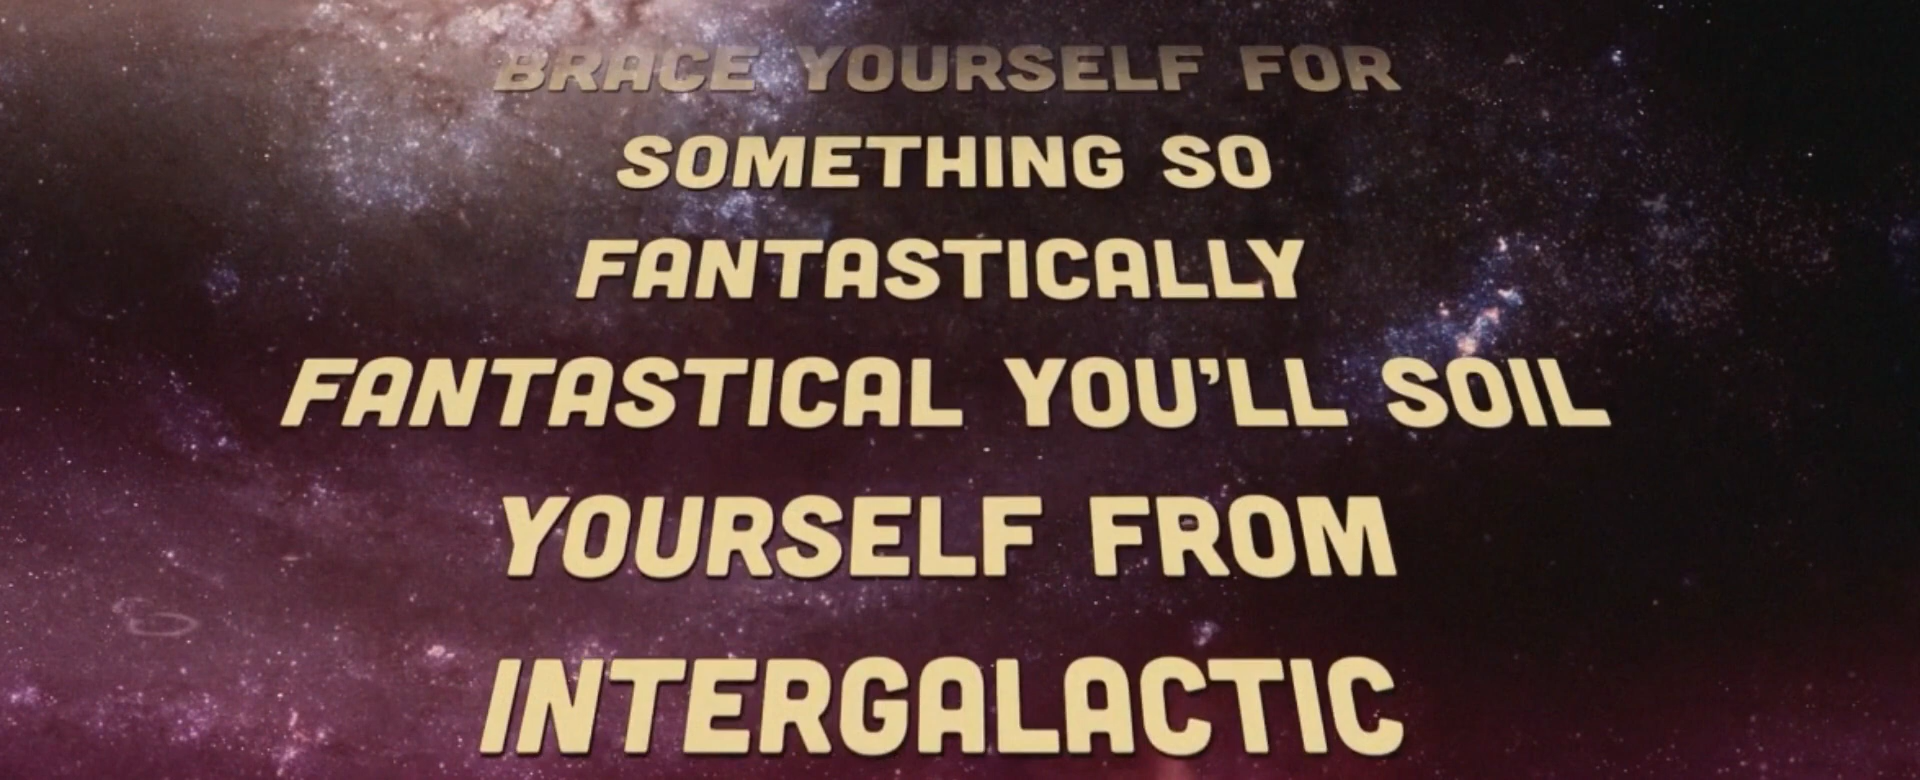 BRACE YOURSELF FOR
SOMETHING SO
FANTASTICALLY
FANTASTICAL YOU'LL SOIL
YOURSELF FROM
INTERGALACTIC